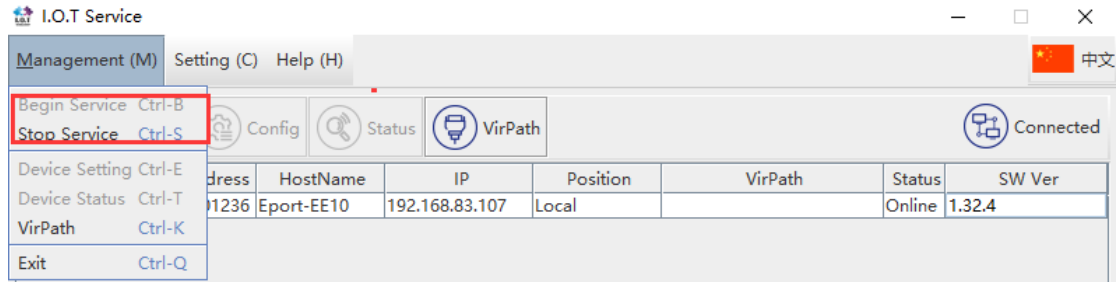 I.O.T Service
Management (M) Setting (C) Help (H) 中文
Begin Service Ctrl-B
Stop Service Ctrl-S
Config Status VirPath Connected
Device Setting Ctrl-E
Device Status Ctrl-T
VirPath Ctrl-K
Exit Ctrl-Q
dress HostName IP Position VirPath Status SW Ver
01236 Eport-EE10 192.168.83.107 Local Online 1.32.4